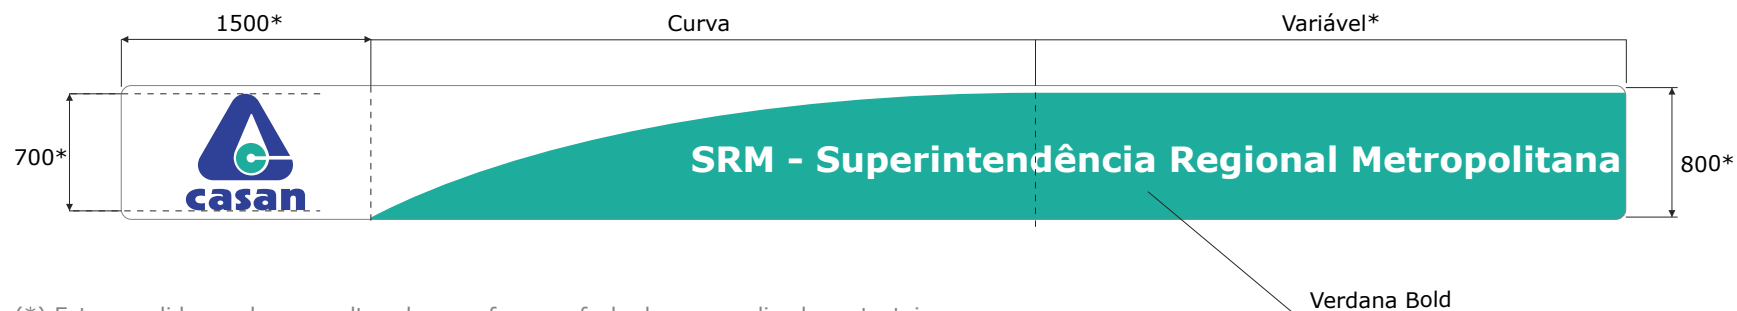 1500*
Curva
Variável*
700*
casan
SRM - Superintendência Regional Metropolitana
800*
Verdana Bold